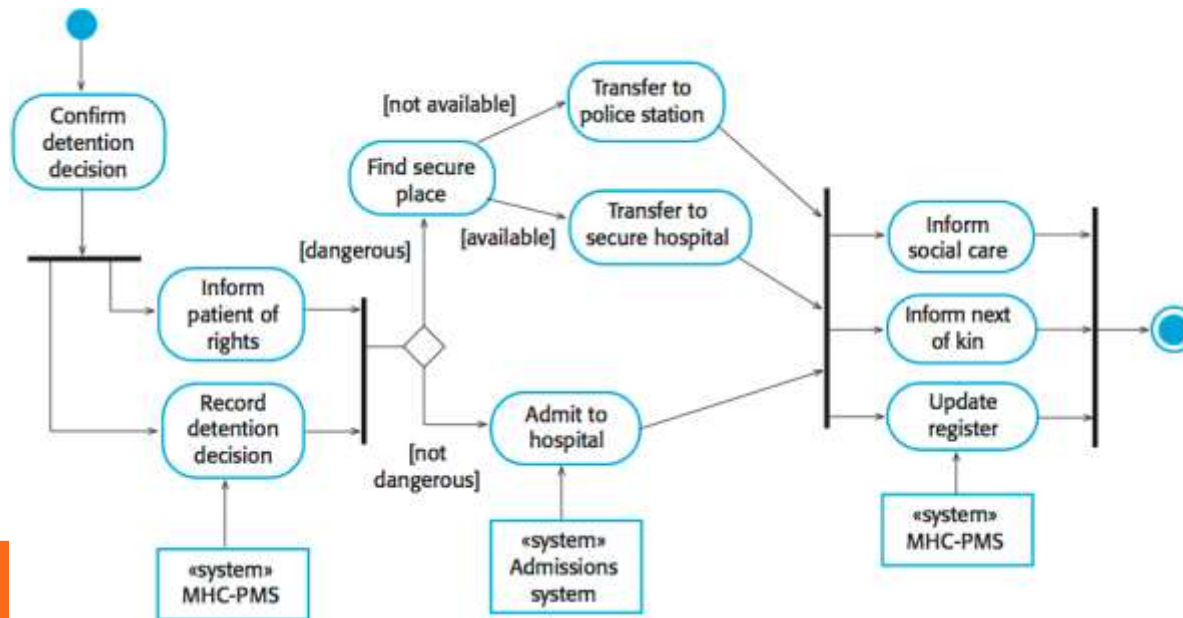 Confirm
detention
decision
Inform
patient of
rights
Record
detention
decision
«system»
MHC-PMS
[dangerous]
[not
dangerous]
Find secure
place
[not available]
[available]
Transfer to
police station
Transfer to
secure hospital
Admit to
hospital
«system»
Admissions
system
Inform
social care
Inform next
of kin
Update
register
«system»
MHC-PMS